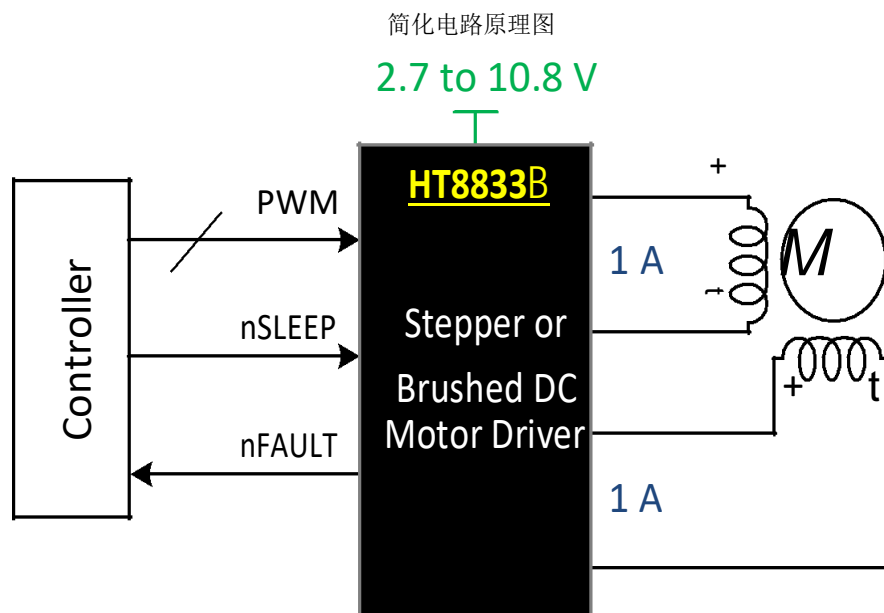 简化电路原理图
2.7 to 10.8 V
HT8833B
Controller
PWM
nSLEEP
nFAULT
Stepper or
Brushed DC
Motor Driver
+
1 A
t
M
+
t
1 A